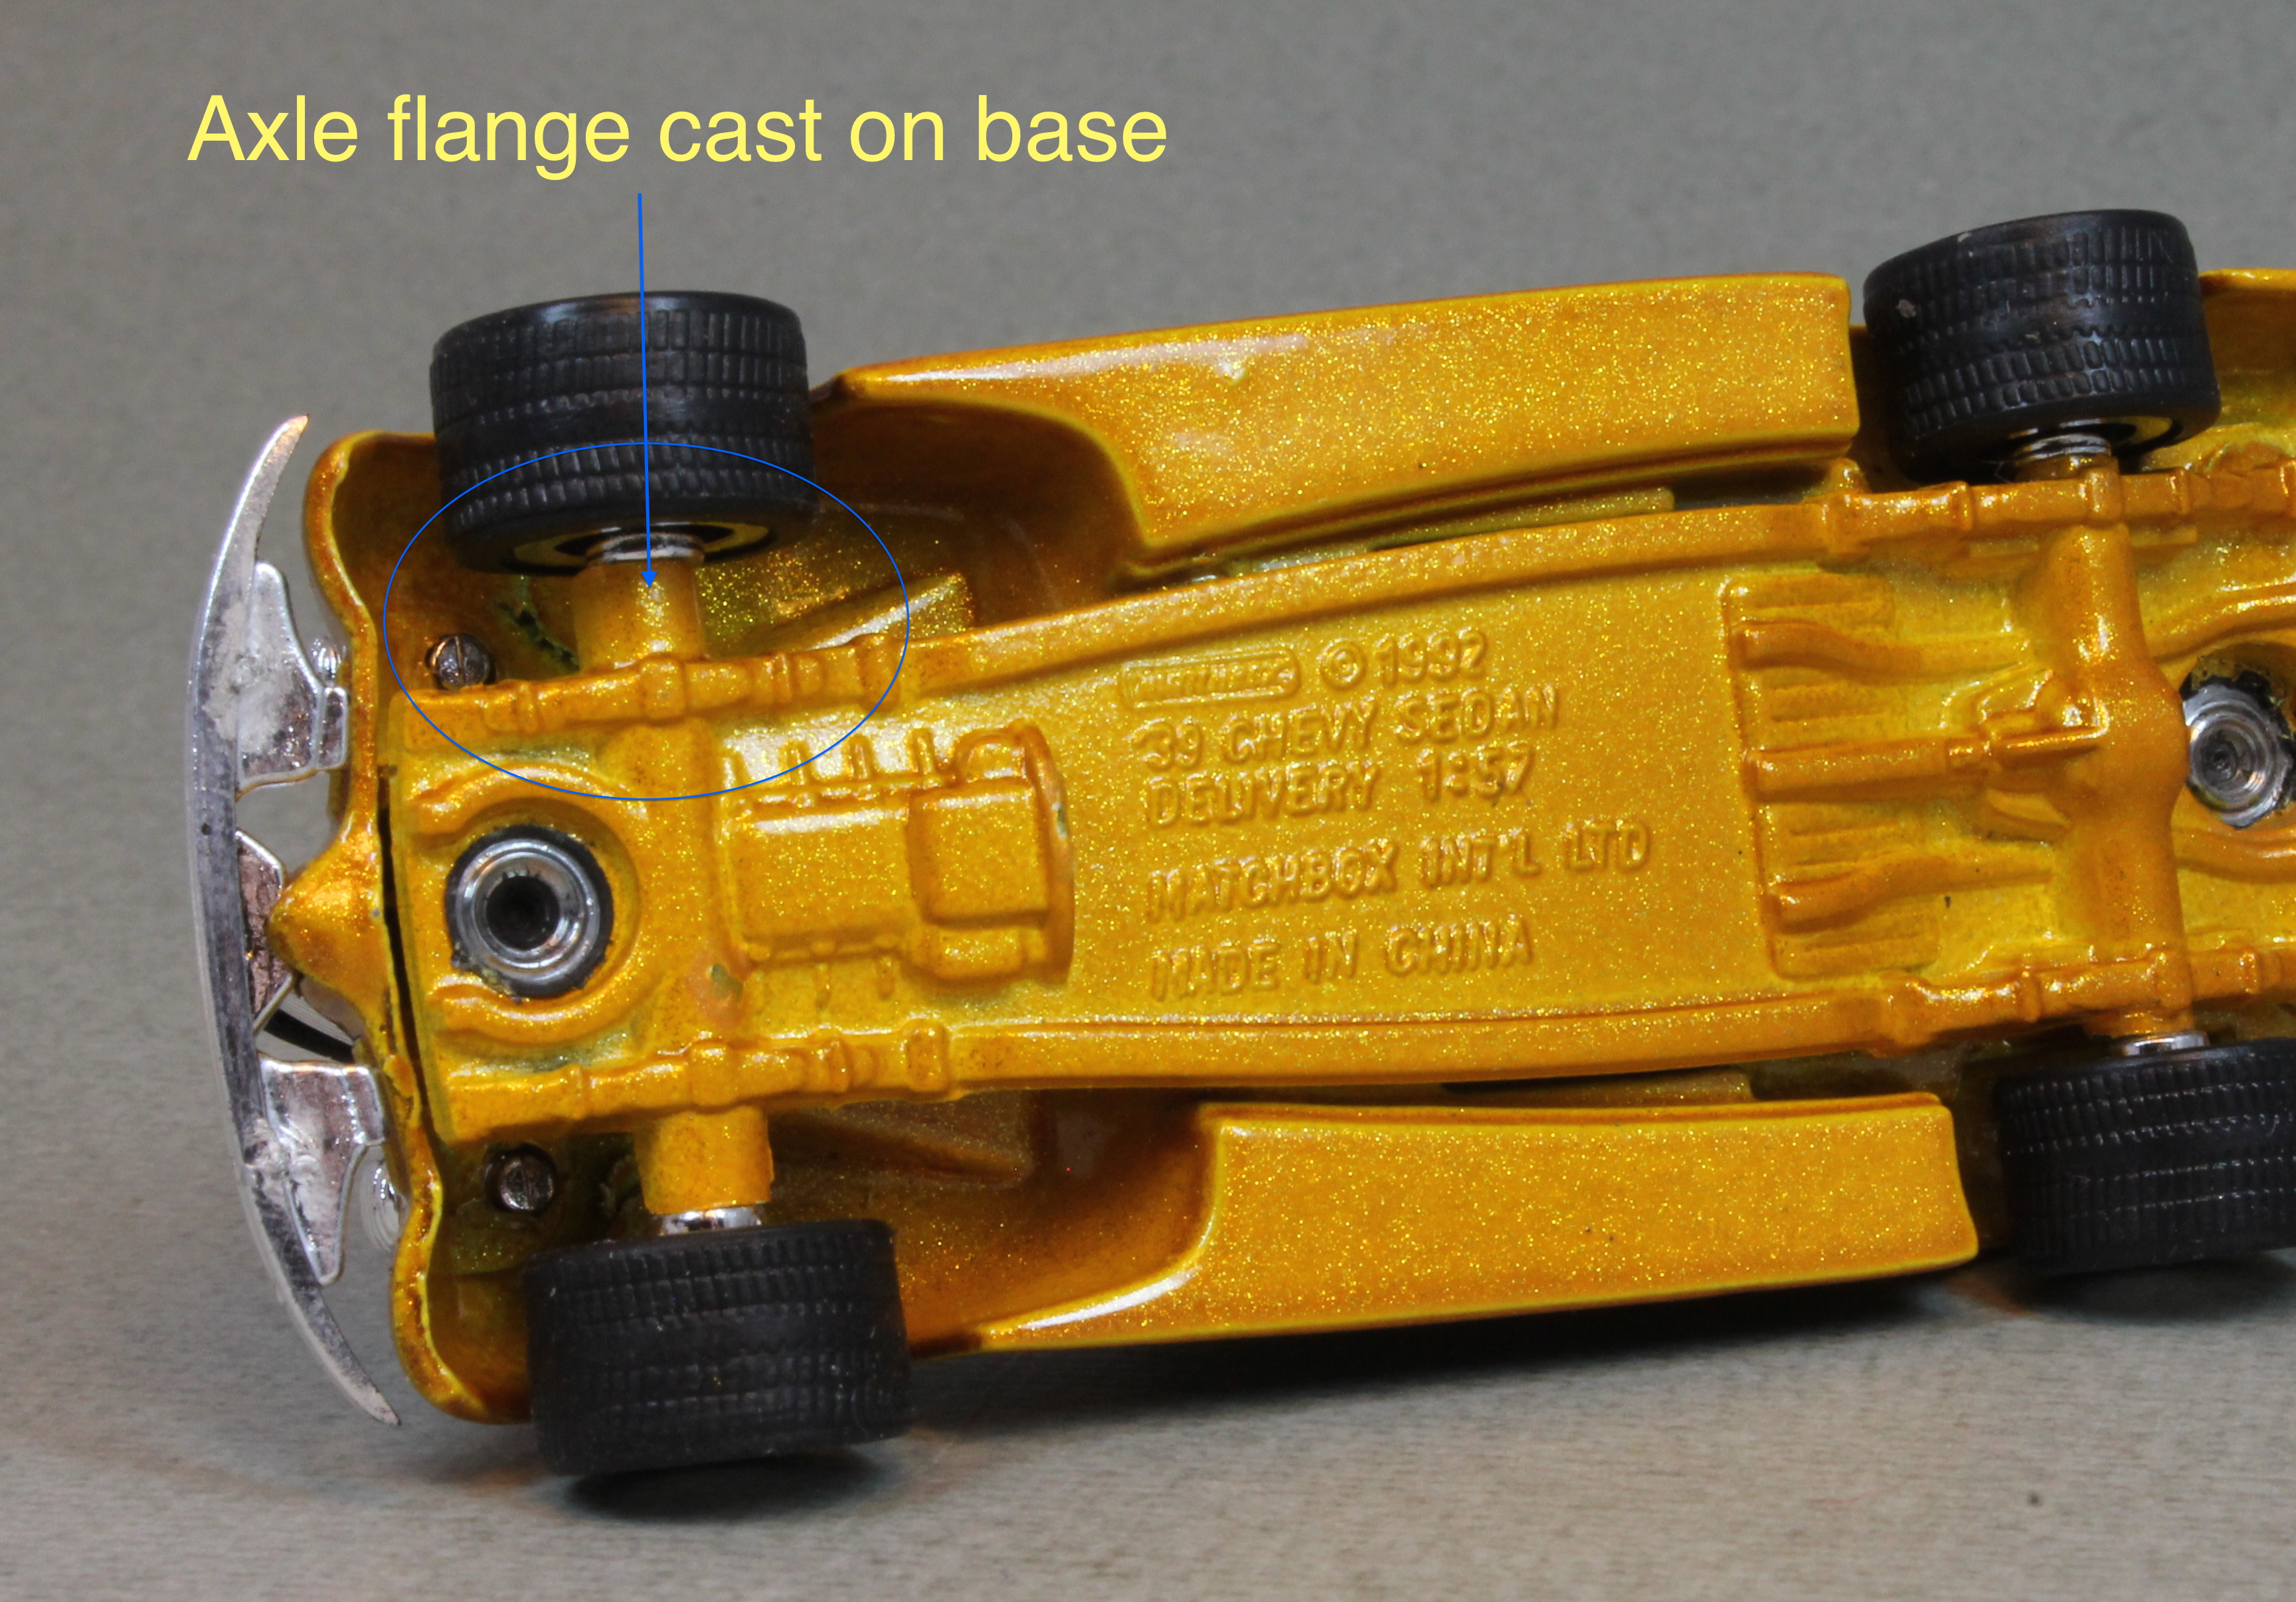 Axle flange cast on base
MATCHBOX © 1992
'39 CHEVY SEDAN
DELIVERY 1:57
MATCHBOX INT'L LTD
MADE IN CHINA